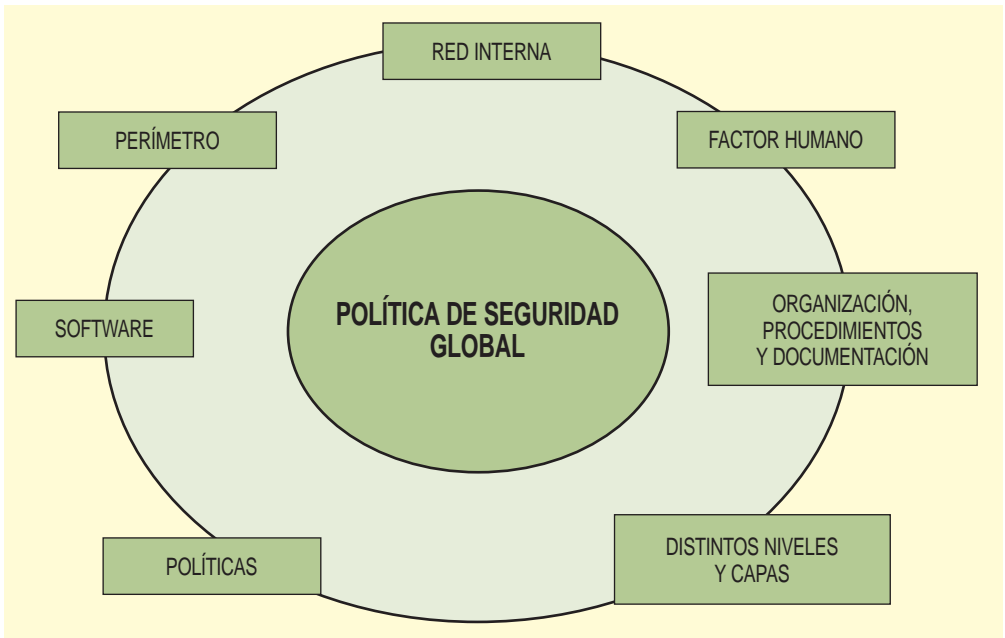 RED INTERNA
PERÍMETRO
FACTOR HUMANO
SOFTWARE
POLÍTICA DE SEGURIDAD
GLOBAL
ORGANIZACIÓN,
PROCEDIMIENTOS
Y DOCUMENTACIÓN
POLÍTICAS
DISTINTOS NIVELES
Y CAPAS